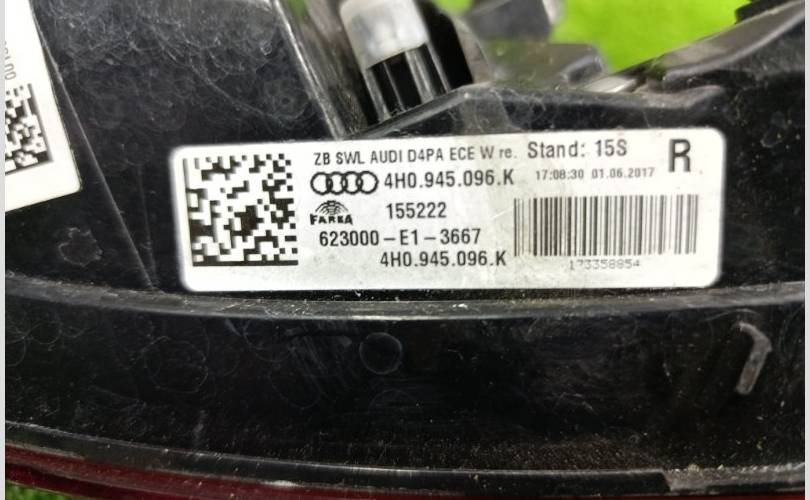 ZB SWL AUDI D4PA ECE W re. Stand: 15S R
4H0.945.096.K 17:08:30 01.06.2017
FARBA 155222
623000-E1-3667
4H0.945.096.K 173358854